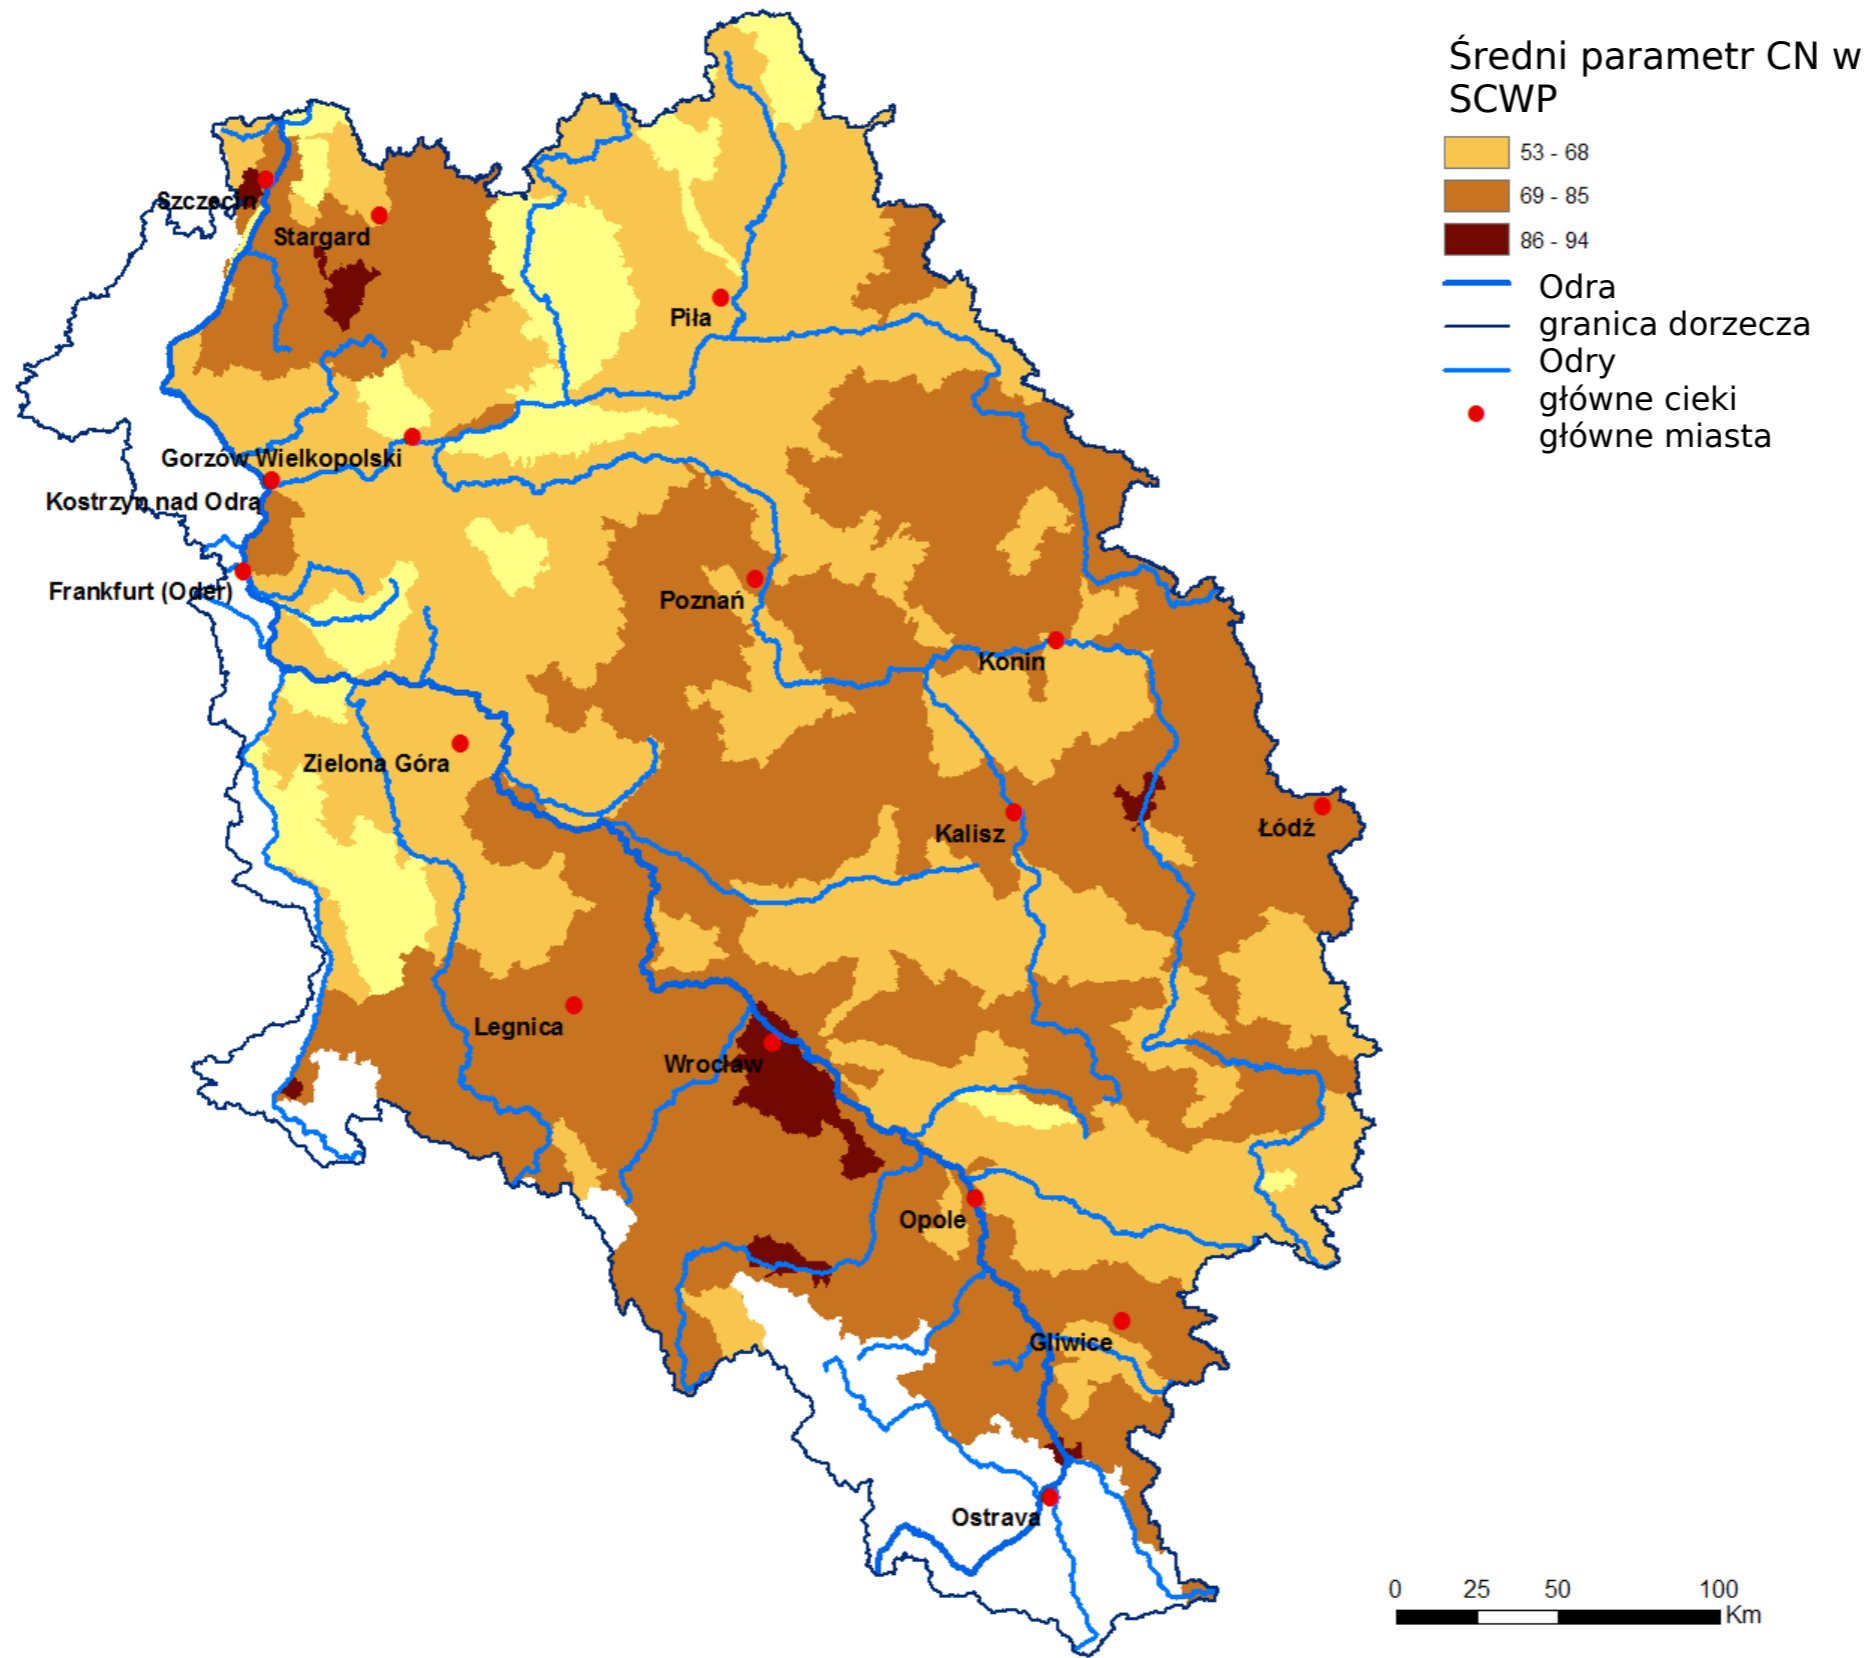 Średni parametr CN w
SCWP
53 - 68
69 - 85
86 - 94
Odra
granica dorzecza
Odry
główne cieki
główne miasta
Szczecin
Stargard
Piła
Gorzów Wielkopolski
Kostrzyn nad Odrą
Frankfurt (Oder)
Poznań
Konin
Zielona Góra
Kalisz
Łódź
Legnica
Wrocław
Opole
Gliwice
Ostrava
0 25 50 100
Km